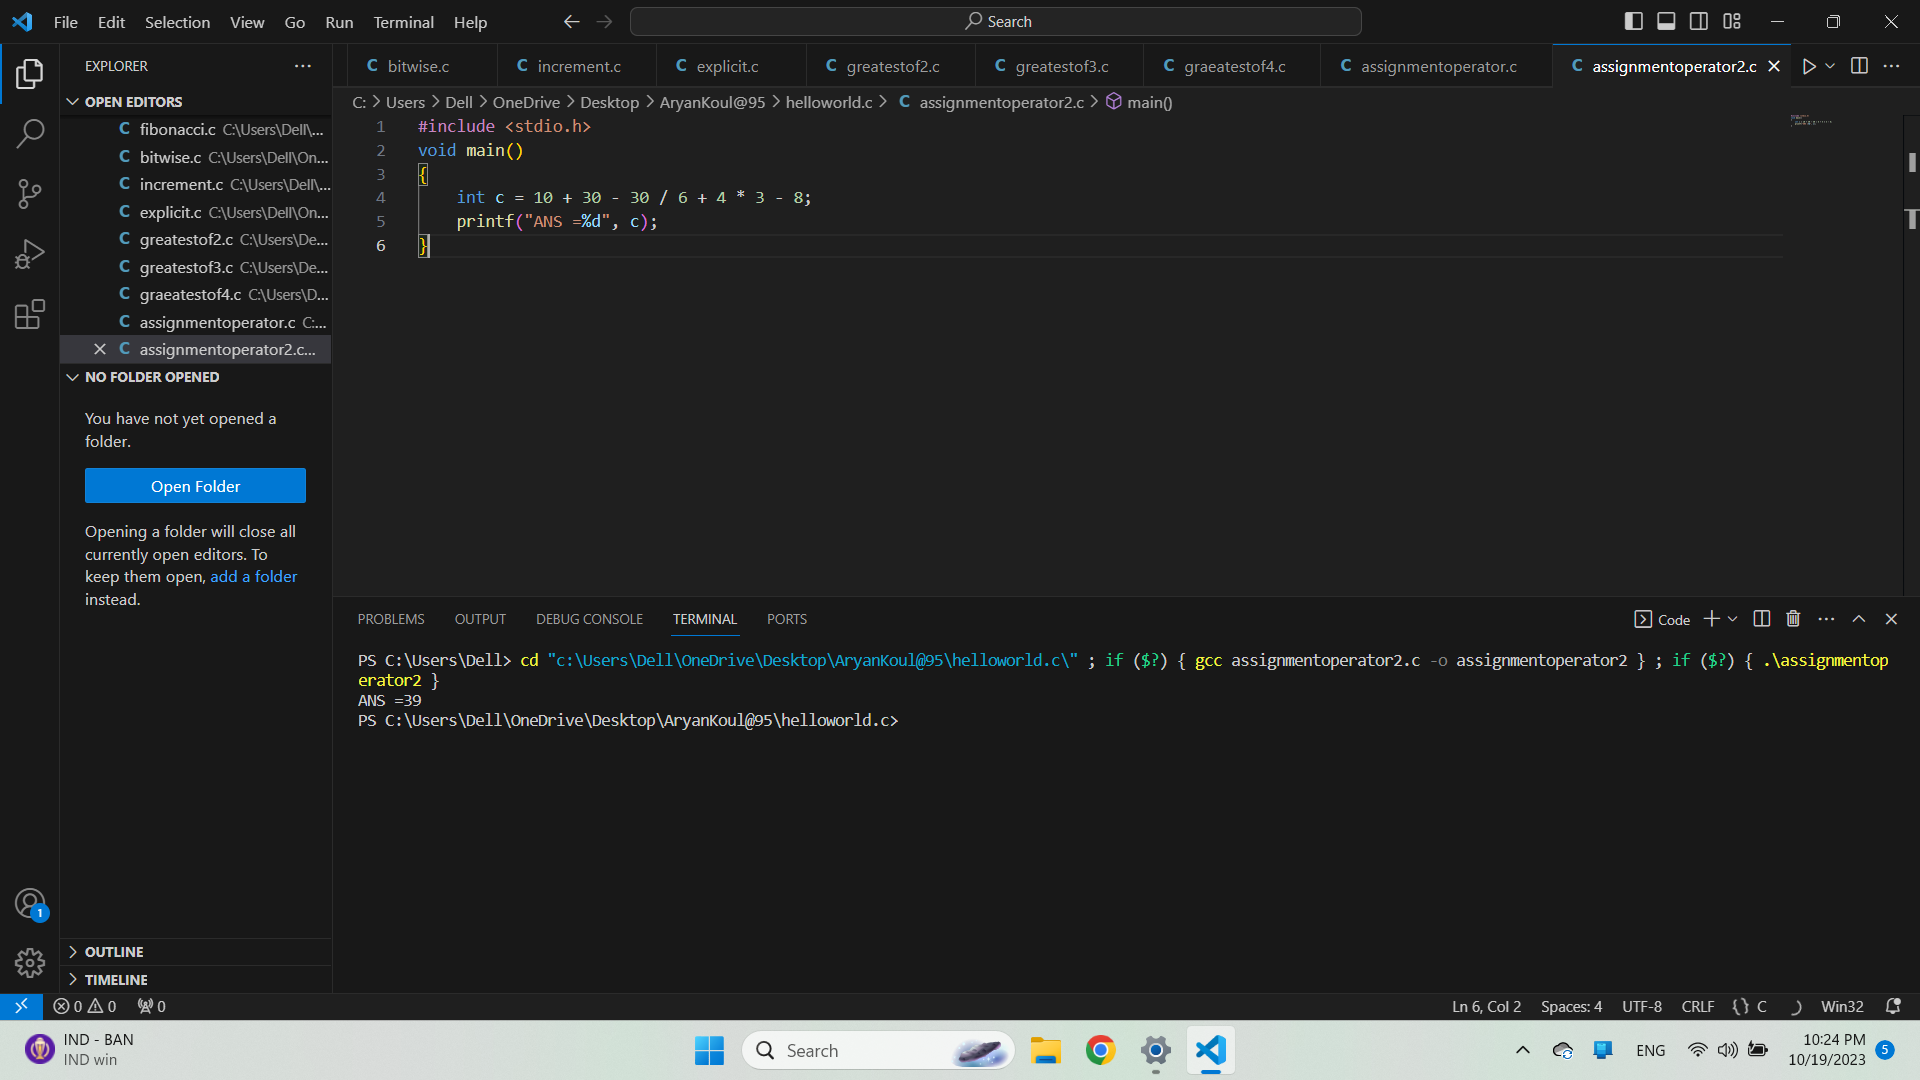 File Edit Selection View Go Run Terminal Help
Search
EXPLORER
OPEN EDITORS
fibonacci.c C:\Users\Dell\...
bitwise.c C:\Users\Dell\On...
increment.c C:\Users\Dell\...
explicit.c C:\Users\Dell\On...
greatestof2.c C:\Users\De...
greatestof3.c C:\Users\De...
graeatestof4.c C:\Users\D...
assignmentoperator.c C:...
assignmentoperator2.c...
NO FOLDER OPENED
You have not yet opened a
folder.
Open Folder
Opening a folder will close all
currently open editors. To
keep them open, add a folder
instead.
OUTLINE
TIMELINE
1
C bitwise.c C increment.c C explicit.c C greatestof2.c C greatestof3.c C graeatestof4.c C assignmentoperator.c C assignmentoperator2.c
C: > Users > Dell > OneDrive > Desktop > AryanKoul@95 > helloworld.c > C assignmentoperator2.c > main()
1 #include <stdio.h>
2 void main()
3 {
4 int c = 10 + 30 - 30 / 6 + 4 * 3 - 8;
5 printf("ANS =%d", c);
6 }
PROBLEMS OUTPUT DEBUG CONSOLE TERMINAL PORTS
Code
PS C:\Users\Dell> cd "c:\Users\Dell\OneDrive\Desktop\AryanKoul@95\helloworld.c\" ; if ($?) { gcc assignmentoperator2.c -o assignmentoperator2 } ; if ($?) { .\assignmentop
erator2 }
ANS =39
PS C:\Users\Dell\OneDrive\Desktop\AryanKoul@95\helloworld.c>
0 0 0
Ln 6, Col 2 Spaces: 4 UTF-8 CRLF {} C Win32
IND - BAN
IND win
Search
ENG
10:24 PM
10/19/2023
5